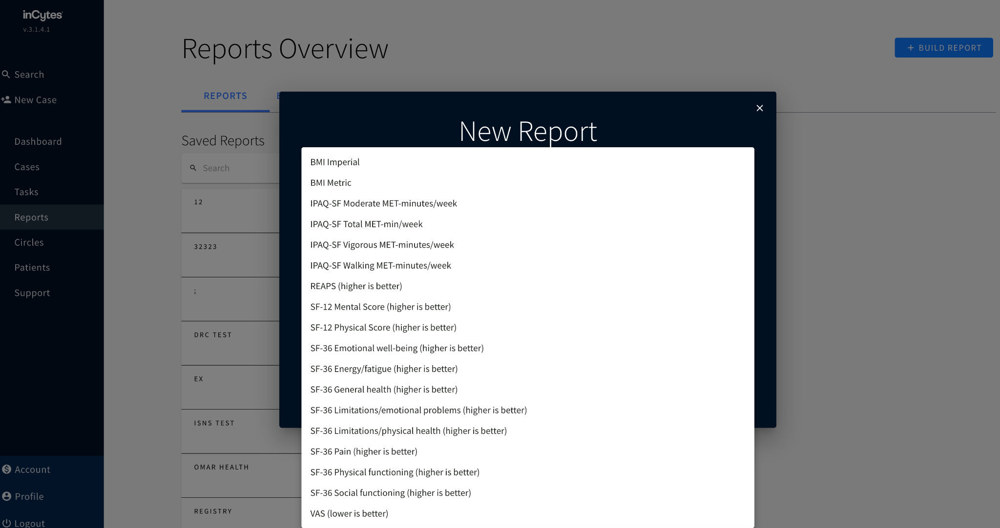 inCytes
v.3.1.4.1
Search
New Case
Dashboard
Cases
Tasks
Reports
Circles
Patients
Support
Account
Profile
Logout
Reports Overview
+ BUILD REPORT
REPORTS
Saved Reports
Search
12
32323
;
DRC TEST
EX
ISNS TEST
OMAR HEALTH
REGISTRY
New Report
BMI Imperial
BMI Metric
IPAQ-SF Moderate MET-minutes/week
IPAQ-SF Total MET-min/week
IPAQ-SF Vigorous MET-minutes/week
IPAQ-SF Walking MET-minutes/week
REAPS (higher is better)
SF-12 Mental Score (higher is better)
SF-12 Physical Score (higher is better)
SF-36 Emotional well-being (higher is better)
SF-36 Energy/fatigue (higher is better)
SF-36 General health (higher is better)
SF-36 Limitations/emotional problems (higher is better)
SF-36 Limitations/physical health (higher is better)
SF-36 Pain (higher is better)
SF-36 Physical functioning (higher is better)
SF-36 Social functioning (higher is better)
VAS (lower is better)